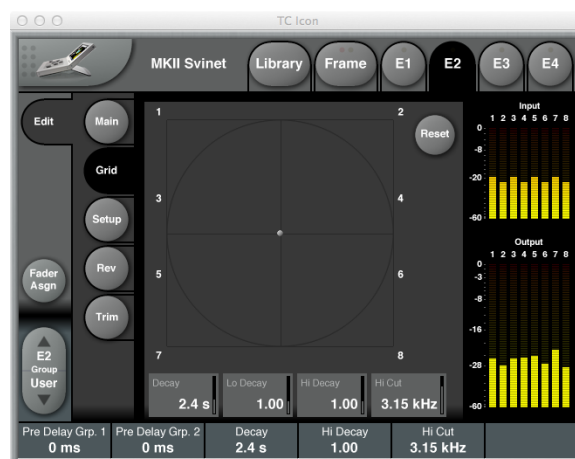 TC Icon
MKII Svinet
Library
Frame
E1
E2
E3
E4
Edit
Main
Grid
Setup
Rev
Trim
Fader
Asgn
E2
Group
User
1
2
3
4
5
6
7
8
Reset
Input
1 2 3 4 5 6 7 8
0
-8
-20
-60
Output
1 2 3 4 5 6 7 8
0
-3
-8
-16
-28
-60
Decay
2.4 s
Lo Decay
1.00
Hi Decay
1.00
Hi Cut
3.15 kHz
Pre Delay Grp. 1
0 ms
Pre Delay Grp. 2
0 ms
Decay
2.4 s
Hi Decay
1.00
Hi Cut
3.15 kHz